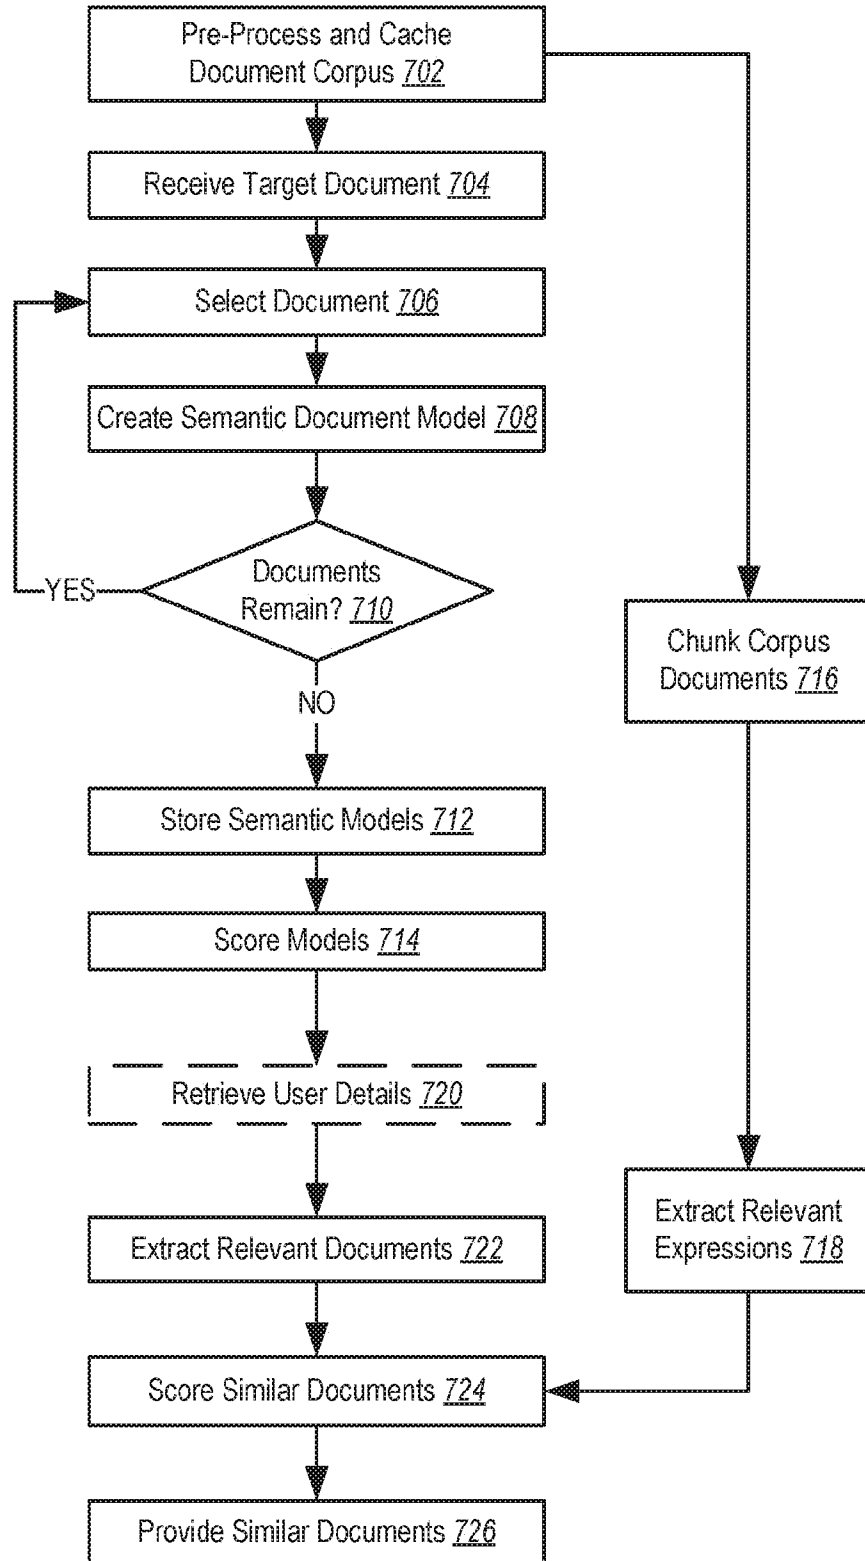 Pre-Process and Cache
Document Corpus 702
Receive Target Document 704
Select Document 706
Create Semantic Document Model 708
Documents
Remain? 710
YES
NO
Store Semantic Models 712
Score Models 714
Chunk Corpus
Documents 716
Retrieve User Details 720
Extract Relevant Documents 722
Extract Relevant
Expressions 718
Score Similar Documents 724
Provide Similar Documents 726